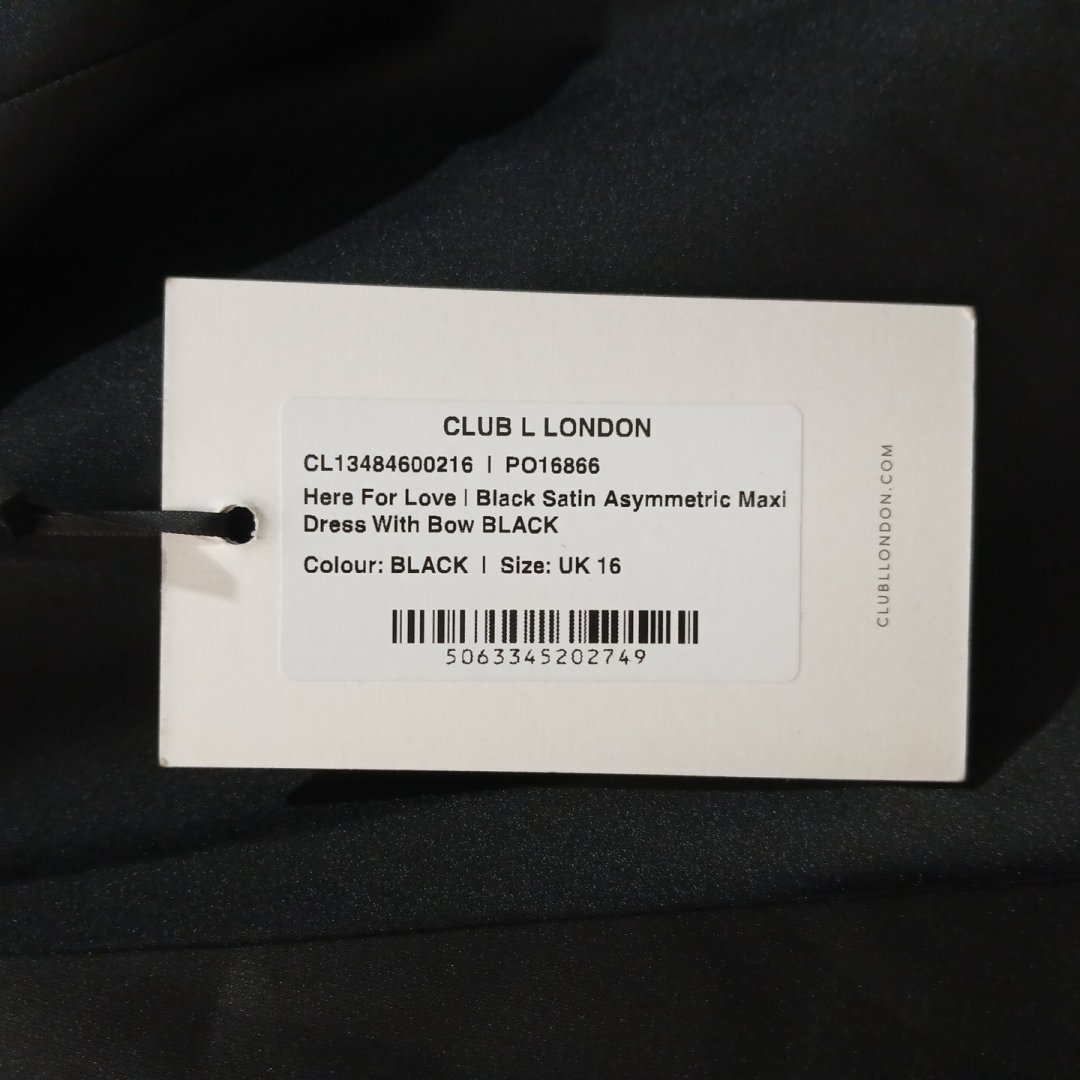 CLUB L LONDON
CL13484600216 | PO16866
Here For Love | Black Satin Asymmetric Maxi
Dress With Bow BLACK
Colour: BLACK | Size: UK 16
5063345202749
CLUBLLONDON.COM